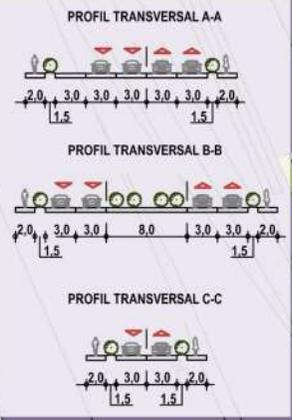 PROFIL TRANSVERSAL A-A
2,0 3,0 3,0 3,0 3,0 3,0 2,0
1,5 1,5
PROFIL TRANSVERSAL B-B
2,0 3,0 3,0 8,0 3,0 3,0 2,0
1,5 1,5
PROFIL TRANSVERSAL C-C
2,0 3,0 3,0 2,0
1,5 1,5